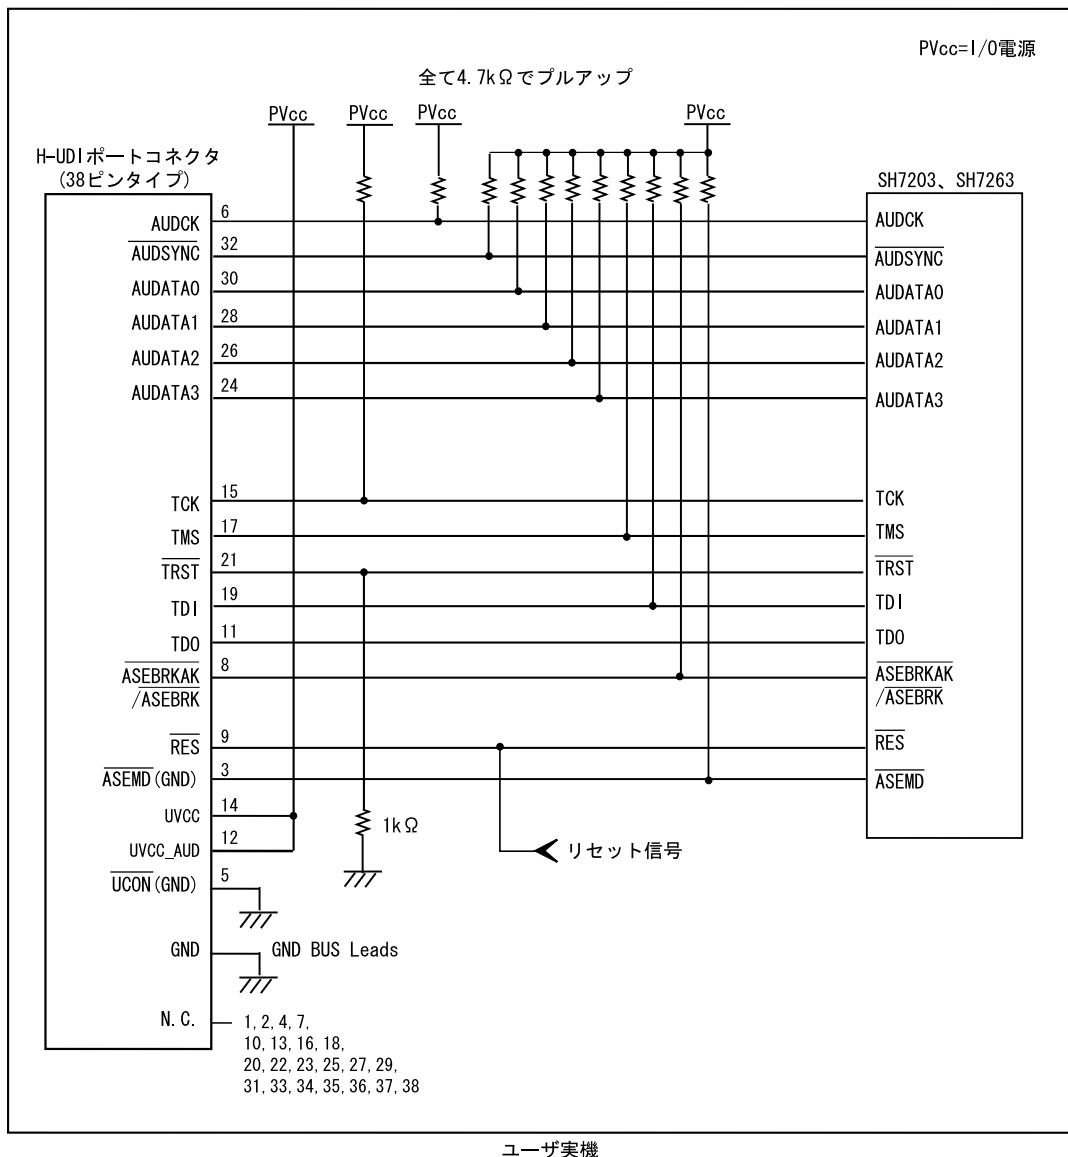 PVcc=I/O電源
全て4.7kΩでプルアップ
PVcc PVcc PVcc PVcc
H-UDIポートコネクタ
(38ピンタイプ)
SH7203、SH7263
AUDCK 6 AUDCK
AUDSYNC 32 AUDSYNC
AUDATA0 30 AUDATA0
AUDATA1 28 AUDATA1
AUDATA2 26 AUDATA2
AUDATA3 24 AUDATA3
TCK 15 TCK
TMS 17 TMS
TRST 21 TRST
TDI 19 TDI
TDO 11 TDO
ASEBRKAK 8 ASEBRKAK
/ASEBRK /ASEBRK
RES 9 RES
ASEMD(GND) 3 ASEMD
UVCC 14
1kΩ
UVCC_AUD 12
リセット信号
UCON(GND) 5
GND GND BUS Leads
N.C. 1, 2, 4, 7,
10, 13, 16, 18,
20, 22, 23, 25, 27, 29,
31, 33, 34, 35, 36, 37, 38
ユーザ実機